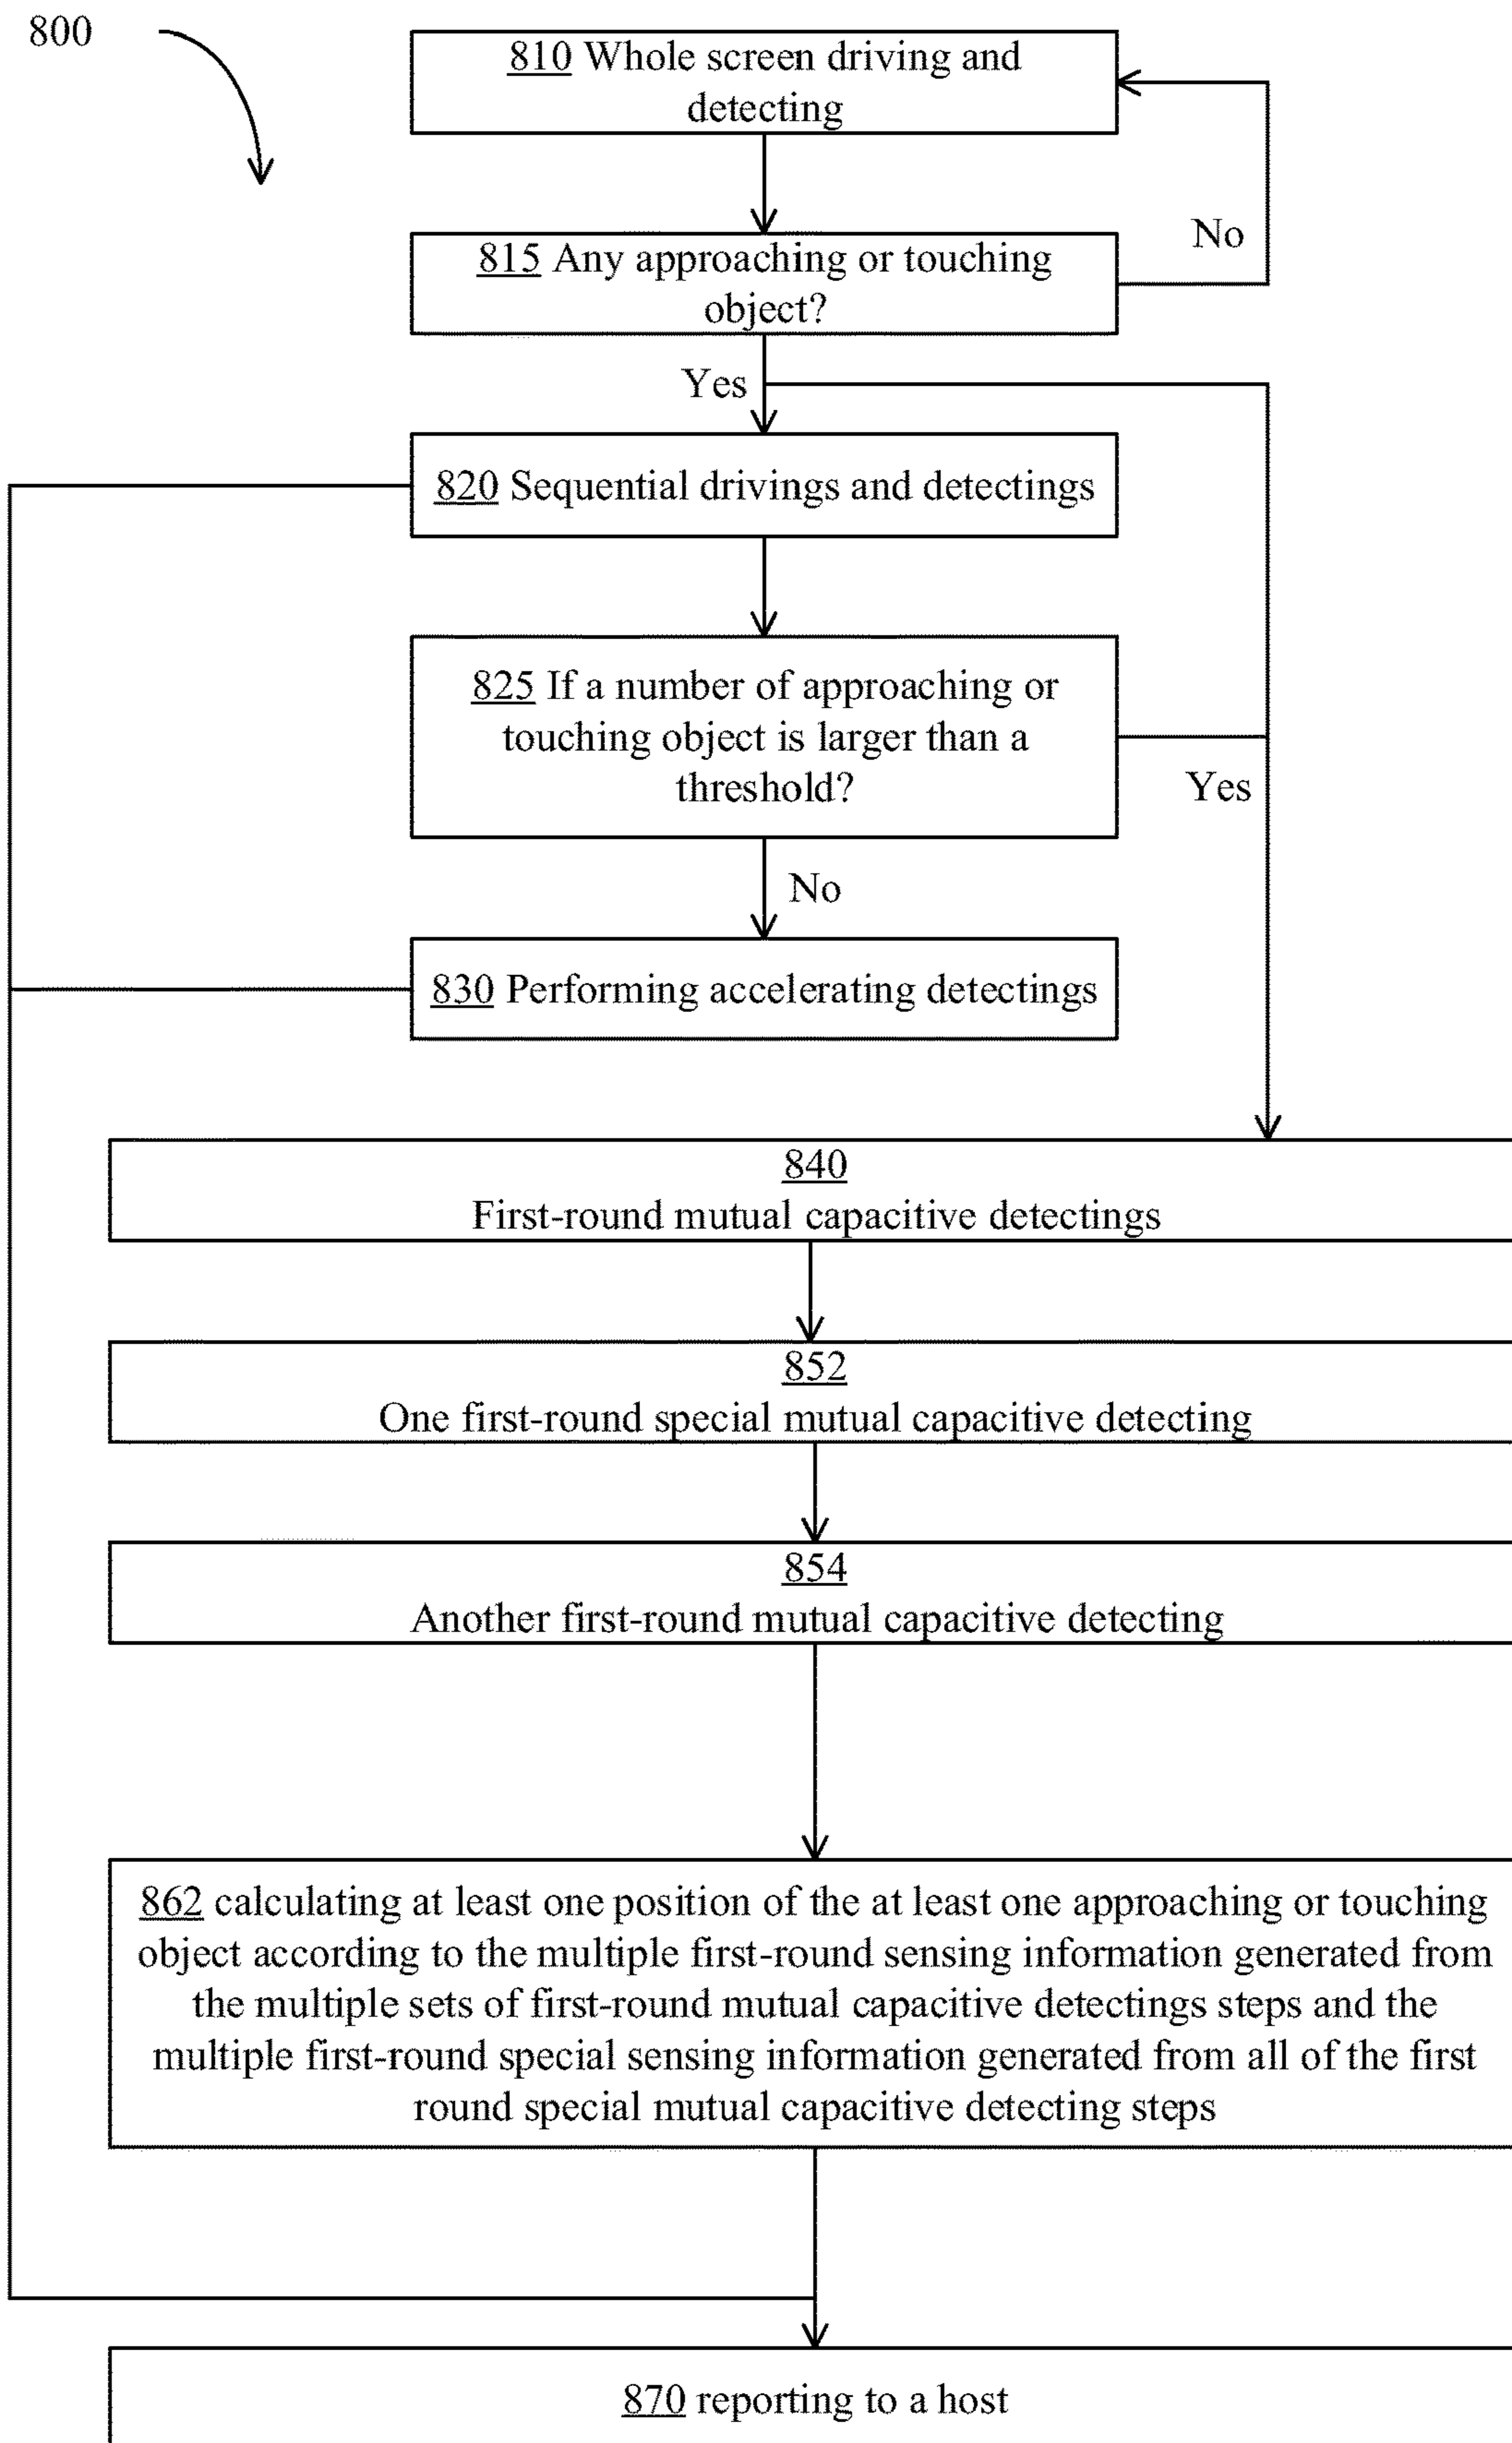 800
810 Whole screen driving and
detecting
No
815 Any approaching or touching
object?
Yes
820 Sequential drivings and detectings
825 If a number of approaching or
touching object is larger than a
threshold?
Yes
No
830 Performing accelerating detectings
840
First-round mutual capacitive detectings
852
One first-round special mutual capacitive detecting
854
Another first-round mutual capacitive detecting
862 calculating at least one position of the at least one approaching or touching
object according to the multiple first-round sensing information generated from
the multiple sets of first-round mutual capacitive detectings steps and the
multiple first-round special sensing information generated from all of the first
round special mutual capacitive detecting steps
870 reporting to a host